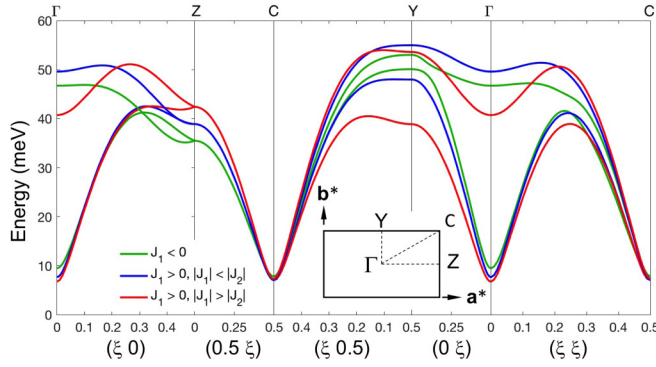 Γ Z C Y Γ C
60
50
40
30
20
10
0
Energy (meV)
J₁ < 0
J₁ > 0, |J₁| < |J₂|
J₁ > 0, |J₁| > |J₂|
b*
Y C
Γ Z
a*
0 0.1 0.2 0.3 0.4 0 0.25 0 0.1 0.2 0.3 0.4 0.5 0.25 0 0.1 0.2 0.3 0.4 0.5
(ξ 0) (0.5 ξ) (ξ 0.5) (0 ξ) (ξ ξ)